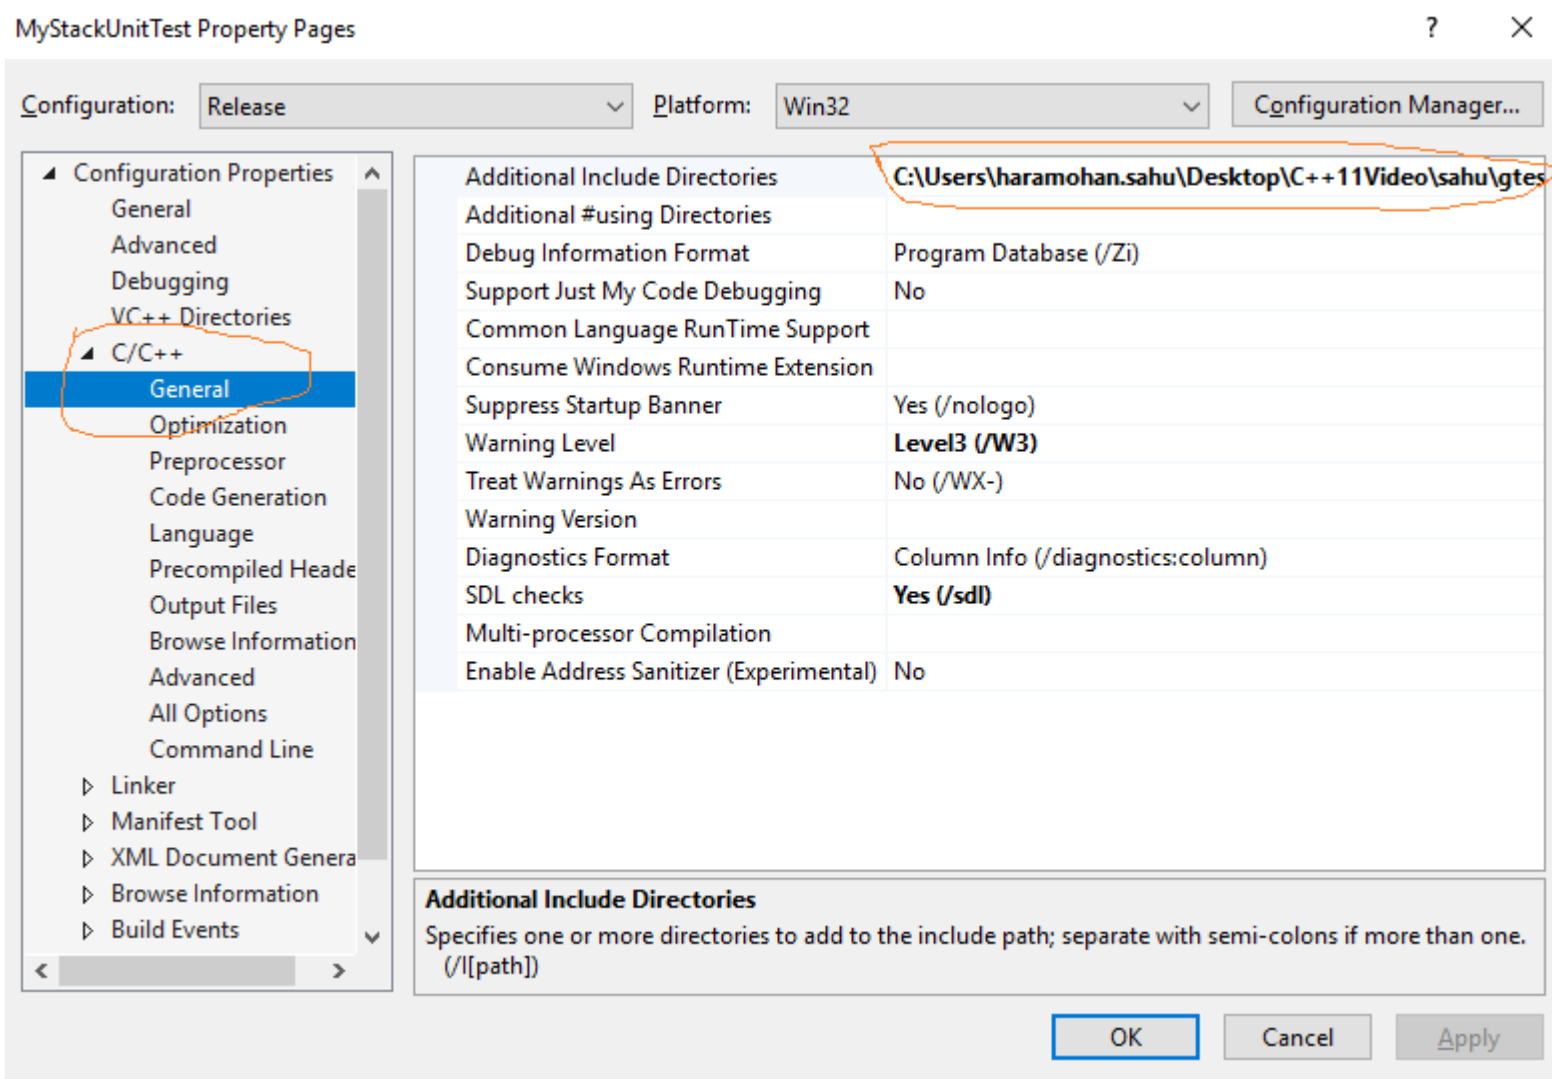 MyStackUnitTest Property Pages
?
Configuration: Release Platform: Win32 Configuration Manager...
Configuration Properties
General
Advanced
Debugging
VC++ Directories
C/C++
General
Optimization
Preprocessor
Code Generation
Language
Precompiled Heade
Output Files
Browse Information
Advanced
All Options
Command Line
Linker
Manifest Tool
XML Document Genera
Browse Information
Build Events
Additional Include Directories C:\Users\haramohan.sahu\Desktop\C++11Video\sahu\gtes
Additional #using Directories
Debug Information Format Program Database (/Zi)
Support Just My Code Debugging No
Common Language RunTime Support
Consume Windows Runtime Extension
Suppress Startup Banner Yes (/nologo)
Warning Level Level3 (/W3)
Treat Warnings As Errors No (/WX-)
Warning Version
Diagnostics Format Column Info (/diagnostics:column)
SDL checks Yes (/sdl)
Multi-processor Compilation
Enable Address Sanitizer (Experimental) No
Additional Include Directories
Specifies one or more directories to add to the include path; separate with semi-colons if more than one.
(/I[path])
OK Cancel Apply